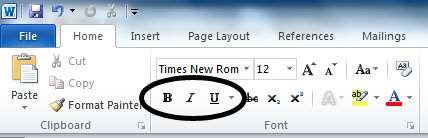 W
File Home Insert Page Layout References Mailings
Cut
Copy
Paste
Format Painter
Clipboard
Times New Rom 12 A A Aa
B I U abc X₂ X² A ab A
Font